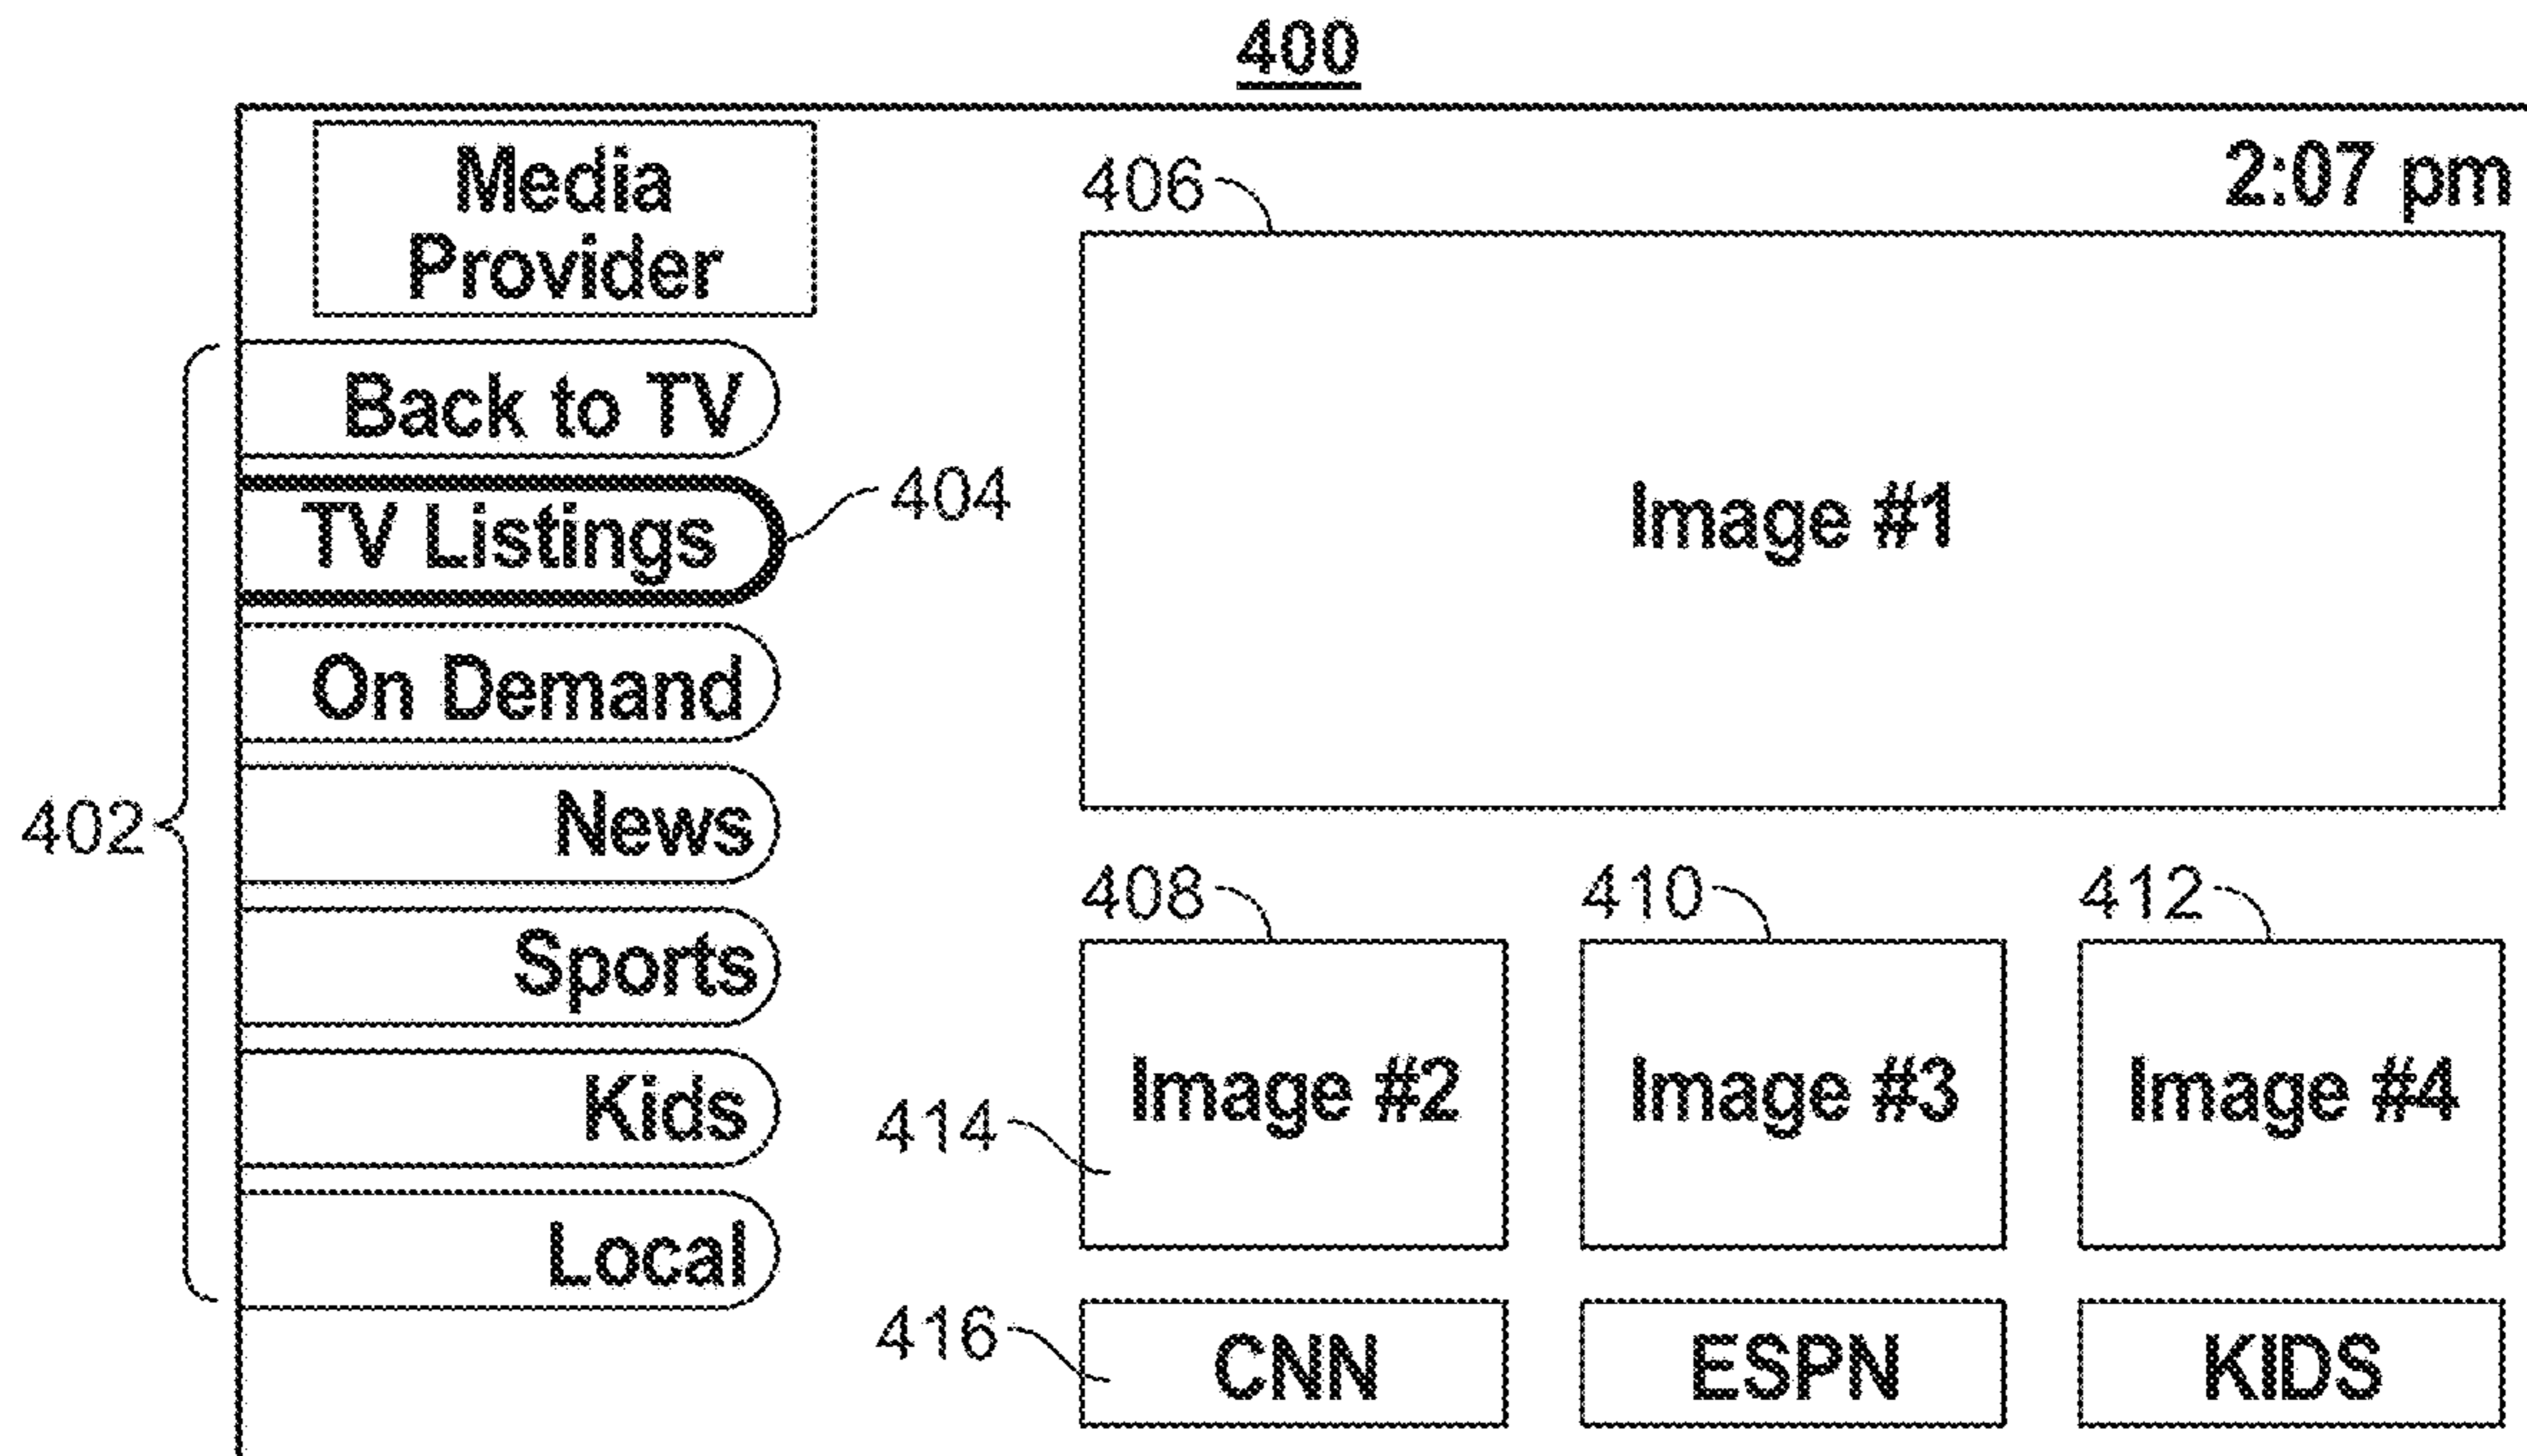 400
Media
Provider
2:07 pm
406
Back to TV
404
TV Listings
Image #1
On Demand
402
News
408
410
412
Sports
Image #2
Image #3
Image #4
414
Kids
Local
416
CNN
ESPN
KIDS